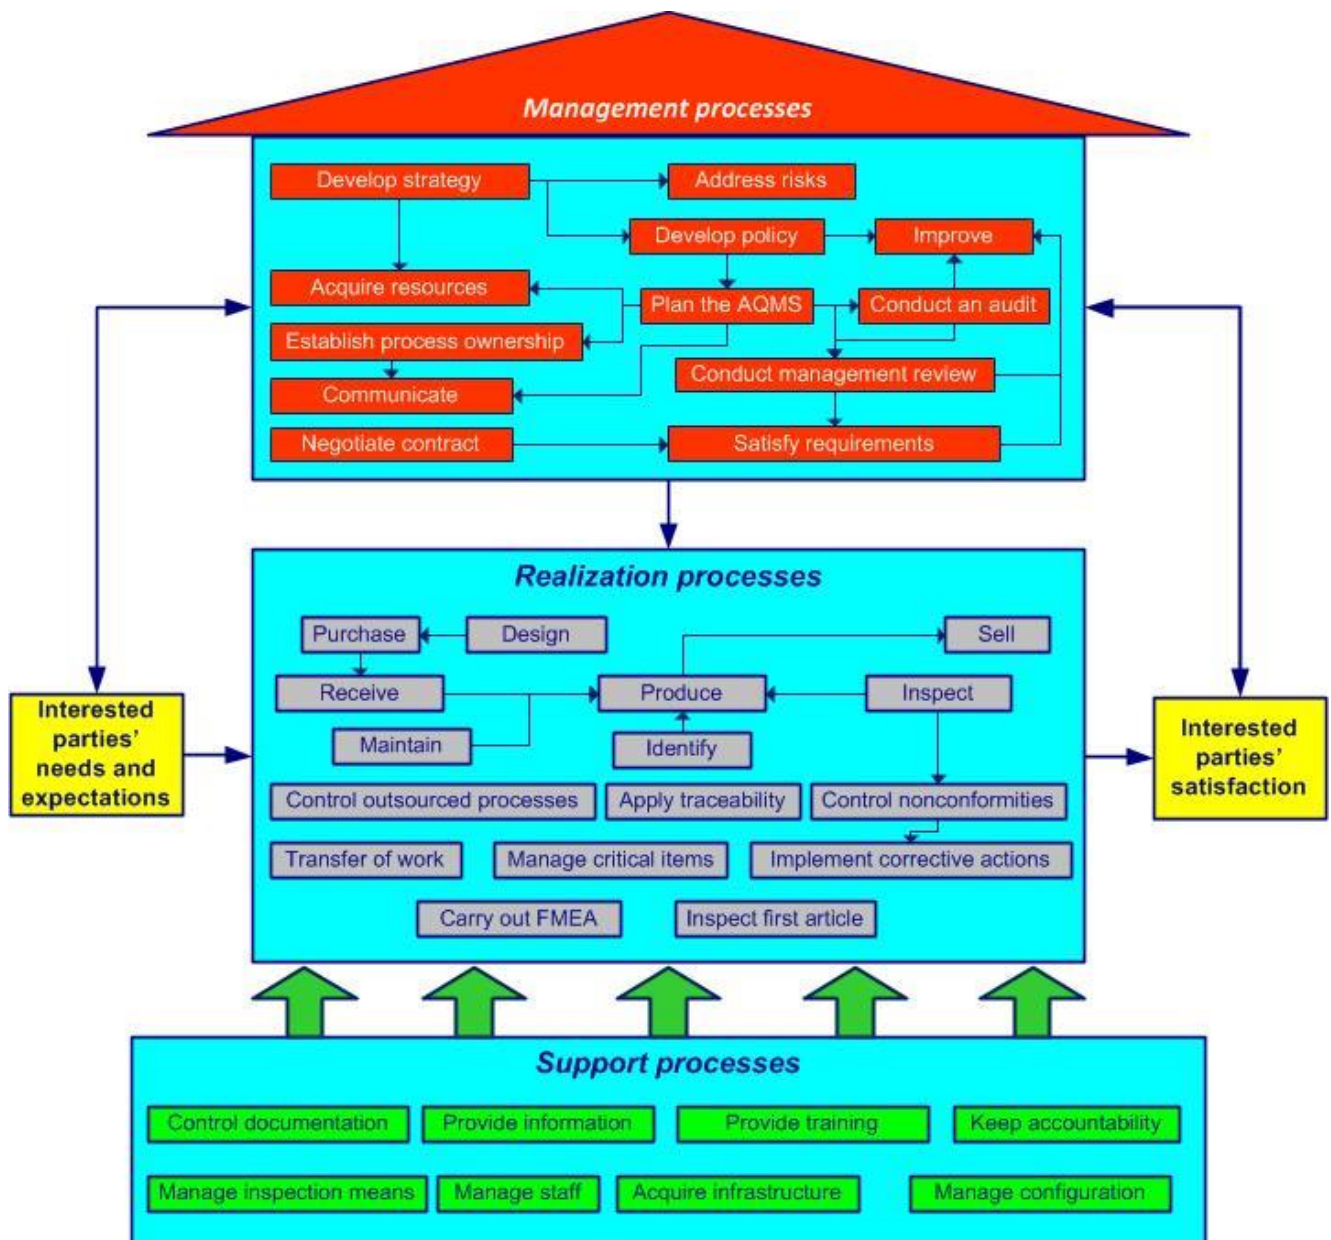 Management processes
Develop strategy
Address risks
Develop policy
Improve
Acquire resources
Plan the AQMS
Conduct an audit
Establish process ownership
Conduct management review
Communicate
Negotiate contract
Satisfy requirements
Realization processes
Purchase
Design
Sell
Receive
Produce
Inspect
Maintain
Identify
Control outsourced processes
Apply traceability
Control nonconformities
Transfer of work
Manage critical items
Implement corrective actions
Carry out FMEA
Inspect first article
Interested
parties’
needs and
expectations
Interested
parties’
satisfaction
Support processes
Control documentation
Provide information
Provide training
Keep accountability
Manage inspection means
Manage staff
Acquire infrastructure
Manage configuration